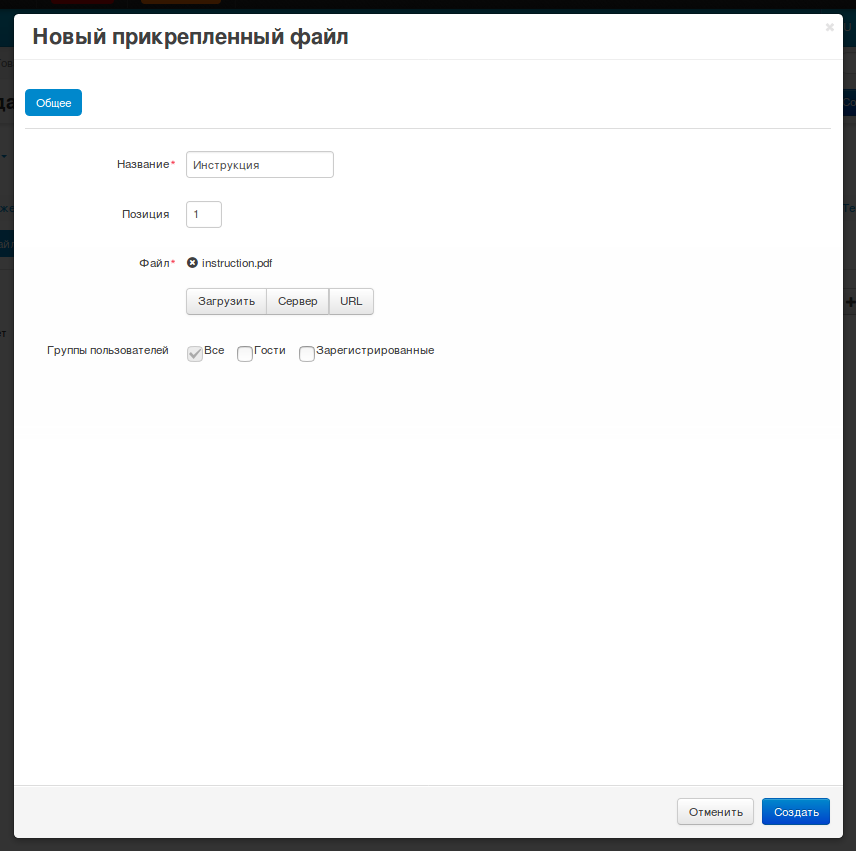 Новый прикрепленный файл
×
Общее
Название*
Инструкция
Позиция
1
Файл*
instruction.pdf
Загрузить Сервер URL
Группы пользователей Все Гости Зарегистрированные
Отменить Создать